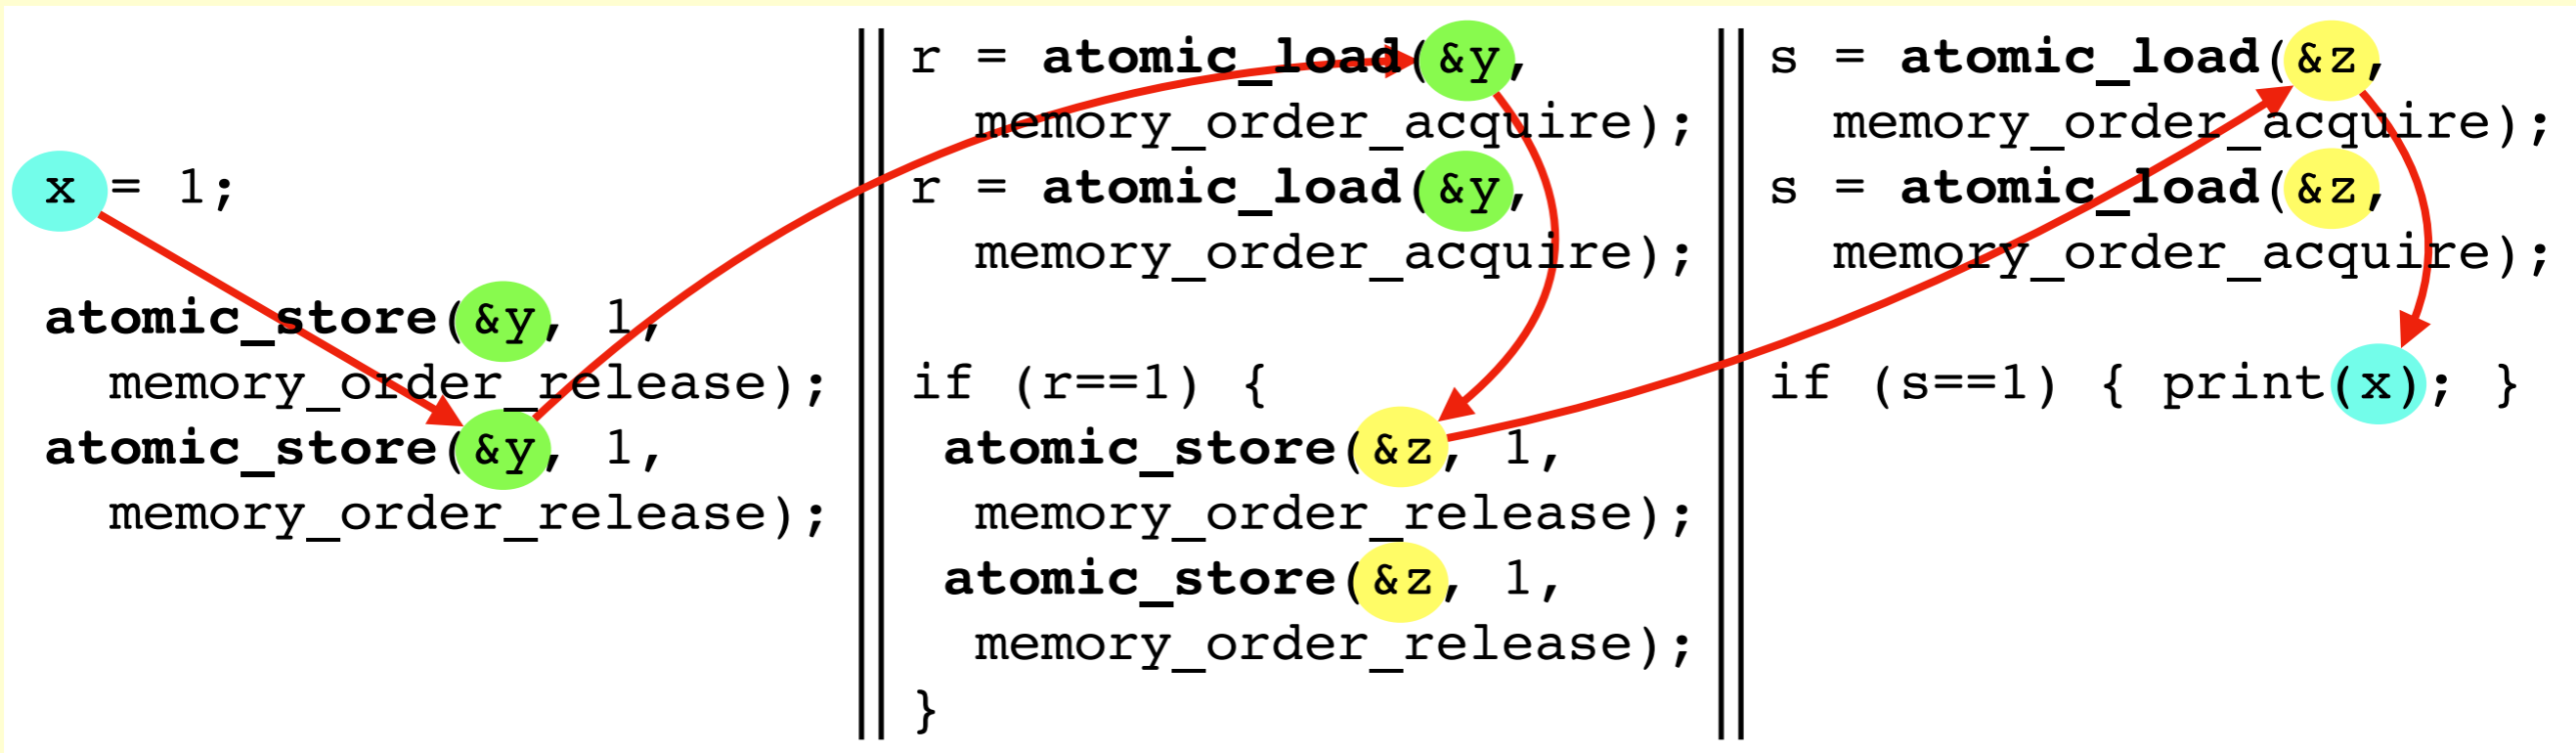 x = 1;
atomic_store(&y, 1,
memory_order_release);
atomic_store(&y, 1,
memory_order_release);
r = atomic_load(&y,
memory_order_acquire);
r = atomic_load(&y,
memory_order_acquire);
if (r==1) {
atomic_store(&z, 1,
memory_order_release);
atomic_store(&z, 1,
memory_order_release);
}
s = atomic_load(&z,
memory_order_acquire);
s = atomic_load(&z,
memory_order_acquire);
if (s==1) { print(x); }